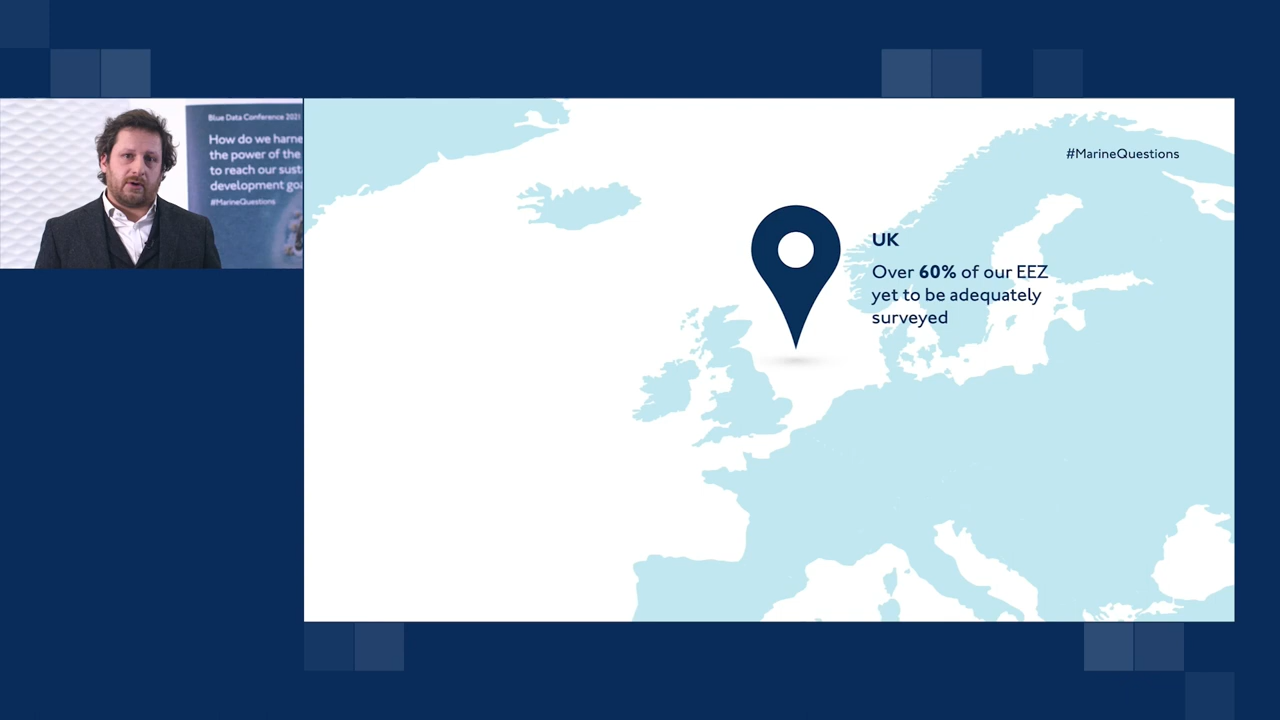 Blue Data Conference 2021
How do we harne
the power of the
to reach our sust
development goa
#MarineQuestions
#MarineQuestions
UK
Over 60% of our EEZ
yet to be adequately
surveyed